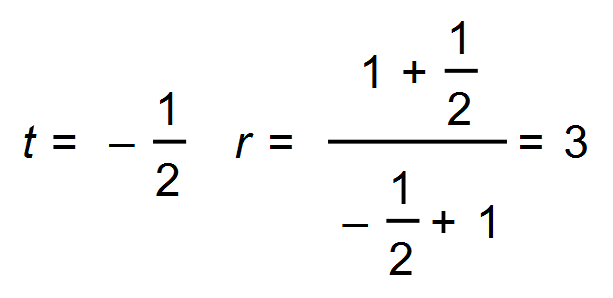 t = – 1/2 r = (1 + 1/2)/(– 1/2 + 1) = 3